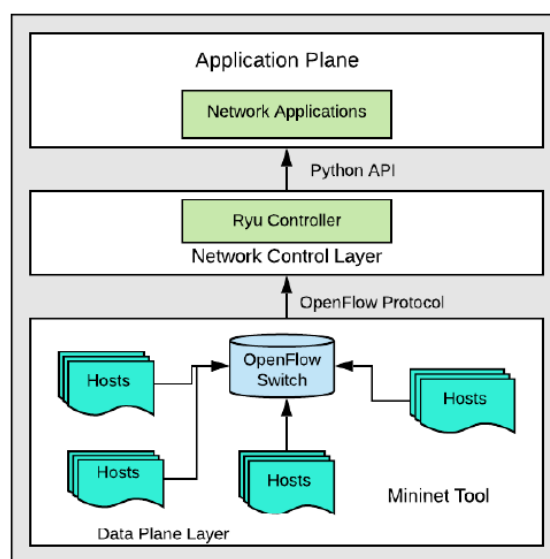 Application Plane
Network Applications
Python API
Ryu Controller
Network Control Layer
OpenFlow Protocol
OpenFlow
Switch
Hosts
Hosts
Hosts
Hosts
Mininet Tool
Data Plane Layer